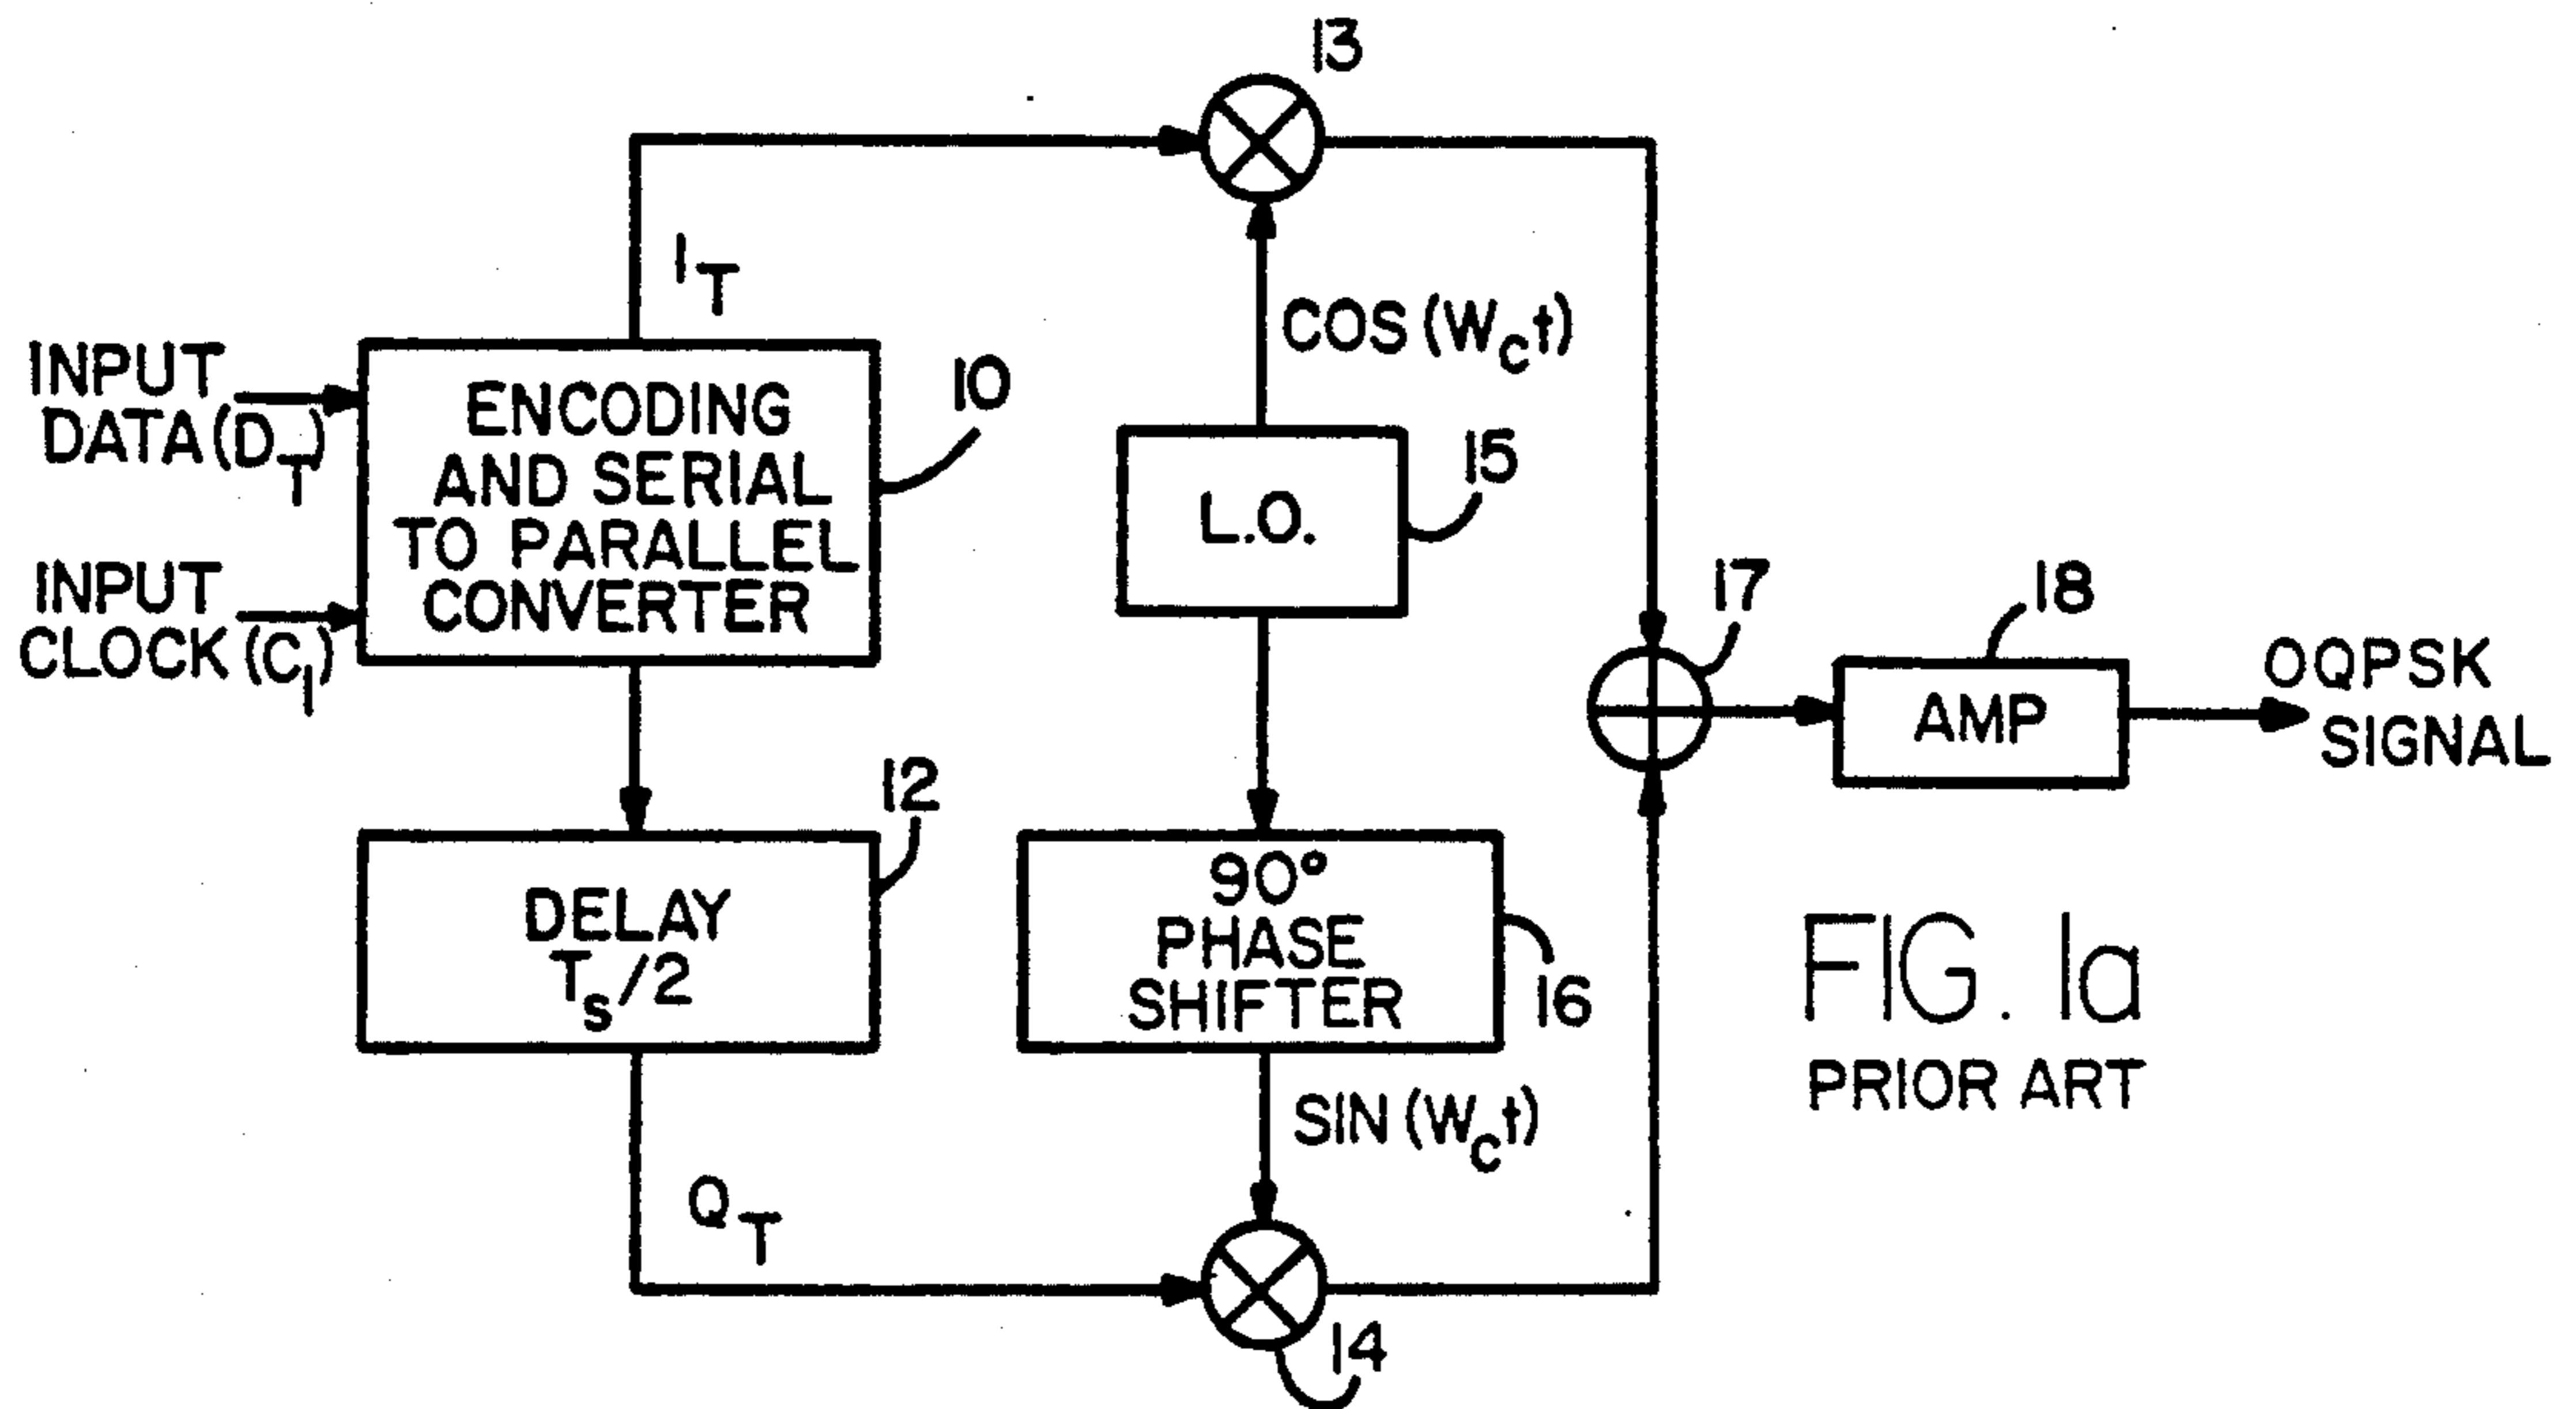 13
I_T
INPUT
DATA (D_T)
INPUT
CLOCK (C_I)
ENCODING
AND SERIAL
TO PARALLEL
CONVERTER
10
COS (W_c t)
L.O.
15
17
18
AMP
OQPSK
SIGNAL
12
DELAY
T_s/2
90°
PHASE
SHIFTER
16
SIN (W_c t)
Q_T
14
FIG. 1a
PRIOR ART